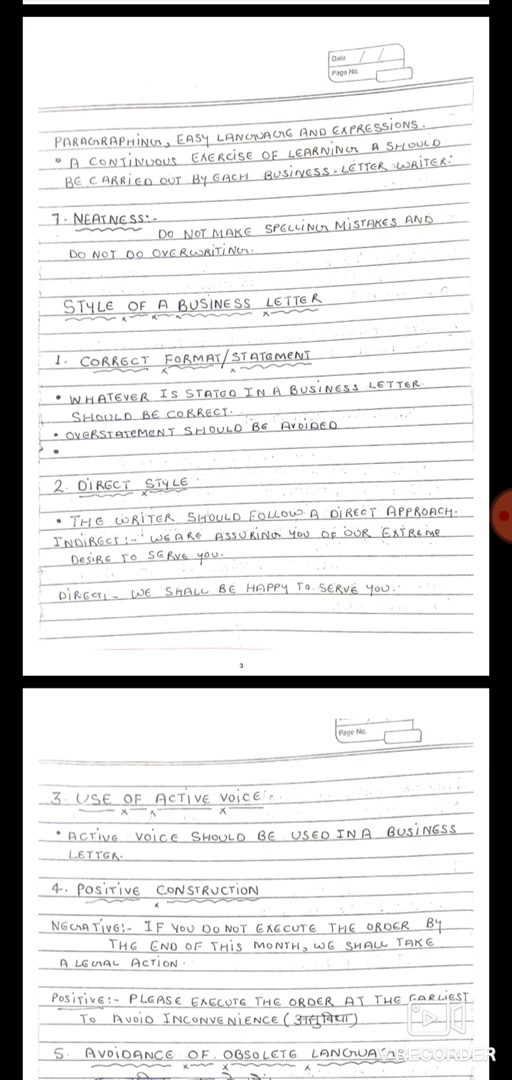 Date / /
Page No.
PARAGRAPHING, EASY LANGUAGE AND EXPRESSIONS.
• A CONTINUOUS EXERCISE OF LEARNING A SHOULD
BE CARRIED OUT BY EACH BUSINESS-LETTER WRITER.
7. NEATNESS:-
DO NOT MAKE SPELLING MISTAKES AND
DO NOT DO OVERWRITING.
STYLE OF A BUSINESS LETTER
1. CORRECT FORMAT/STATEMENT
• WHATEVER IS STATED IN A BUSINESS LETTER
SHOULD BE CORRECT.
• OVERSTATEMENT SHOULD BE AVOIDED
•
2. DIRECT STYLE.
• THE WRITER SHOULD FOLLOW A DIRECT APPROACH.
INDIRECT:- WE ARE ASSURING YOU OF OUR EXTREME
DESIRE TO SERVE YOU.
DIRECT:- WE SHALL BE HAPPY TO SERVE YOU.
3
Page No.
3. USE OF ACTIVE VOICE:-
• ACTIVE VOICE SHOULD BE USED IN A BUSINESS
LETTER.
4. POSITIVE CONSTRUCTION
NEGATIVE:- IF YOU DO NOT EXECUTE THE ORDER BY
THE END OF THIS MONTH, WE SHALL TAKE
A LEGAL ACTION.
POSITIVE:- PLEASE EXECUTE THE ORDER AT THE EARLIEST
TO AVOID INCONVENIENCE (असुविधा)
5. AVOIDANCE OF OBSOLETE
V.RECORDER